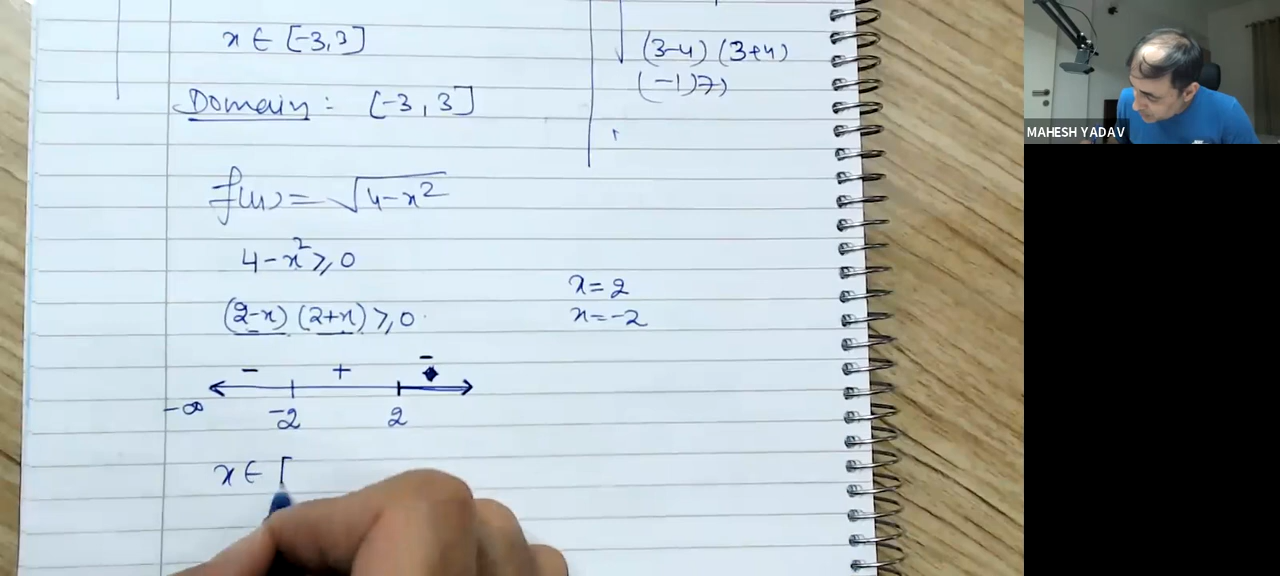 x ∈ [-3,3]
Domain : [-3, 3]
f(x) = √4-x²
4-x² ≥ 0
(2-x) (2+x) ≥ 0
- + -
-∞ -2 2
x ∈ [
(3-4) (3+4)
(-1)7)
x=2
x=-2
MAHESH YADAV